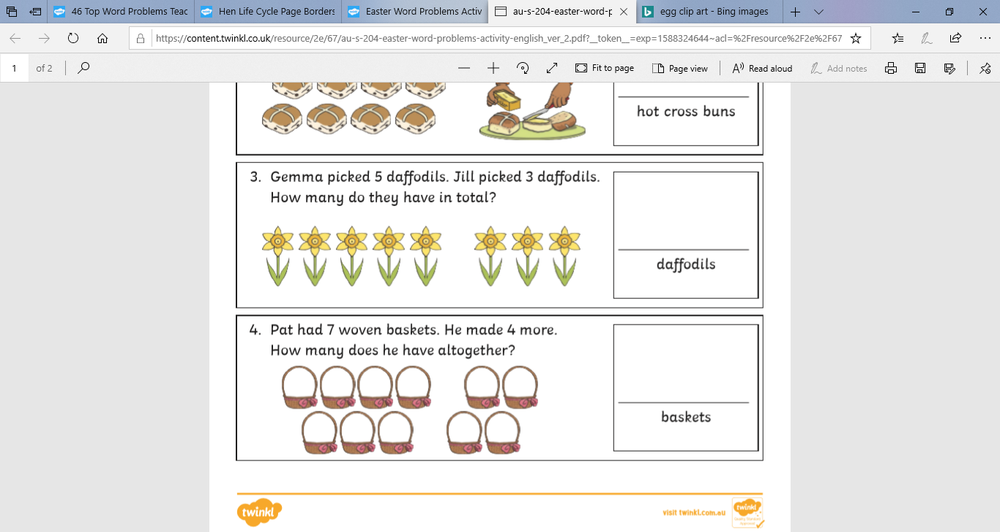 46 Top Word Problems Teac
Hen Life Cycle Page Borders
Easter Word Problems Activ
au-s-204-easter-word-p
egg clip art - Bing images
https://content.twinkl.co.uk/resource/2e/67/au-s-204-easter-word-problems-activity-english_ver_2.pdf?__token__=exp=1588324644~acl=%2Fresource%2F2e%2F67
1 of 2
Fit to page
Page view
Read aloud
Add notes
hot cross buns
3. Gemma picked 5 daffodils. Jill picked 3 daffodils.
How many do they have in total?
daffodils
4. Pat had 7 woven baskets. He made 4 more.
How many does he have altogether?
baskets
twinkl
visit twinkl.com.au
twinkl